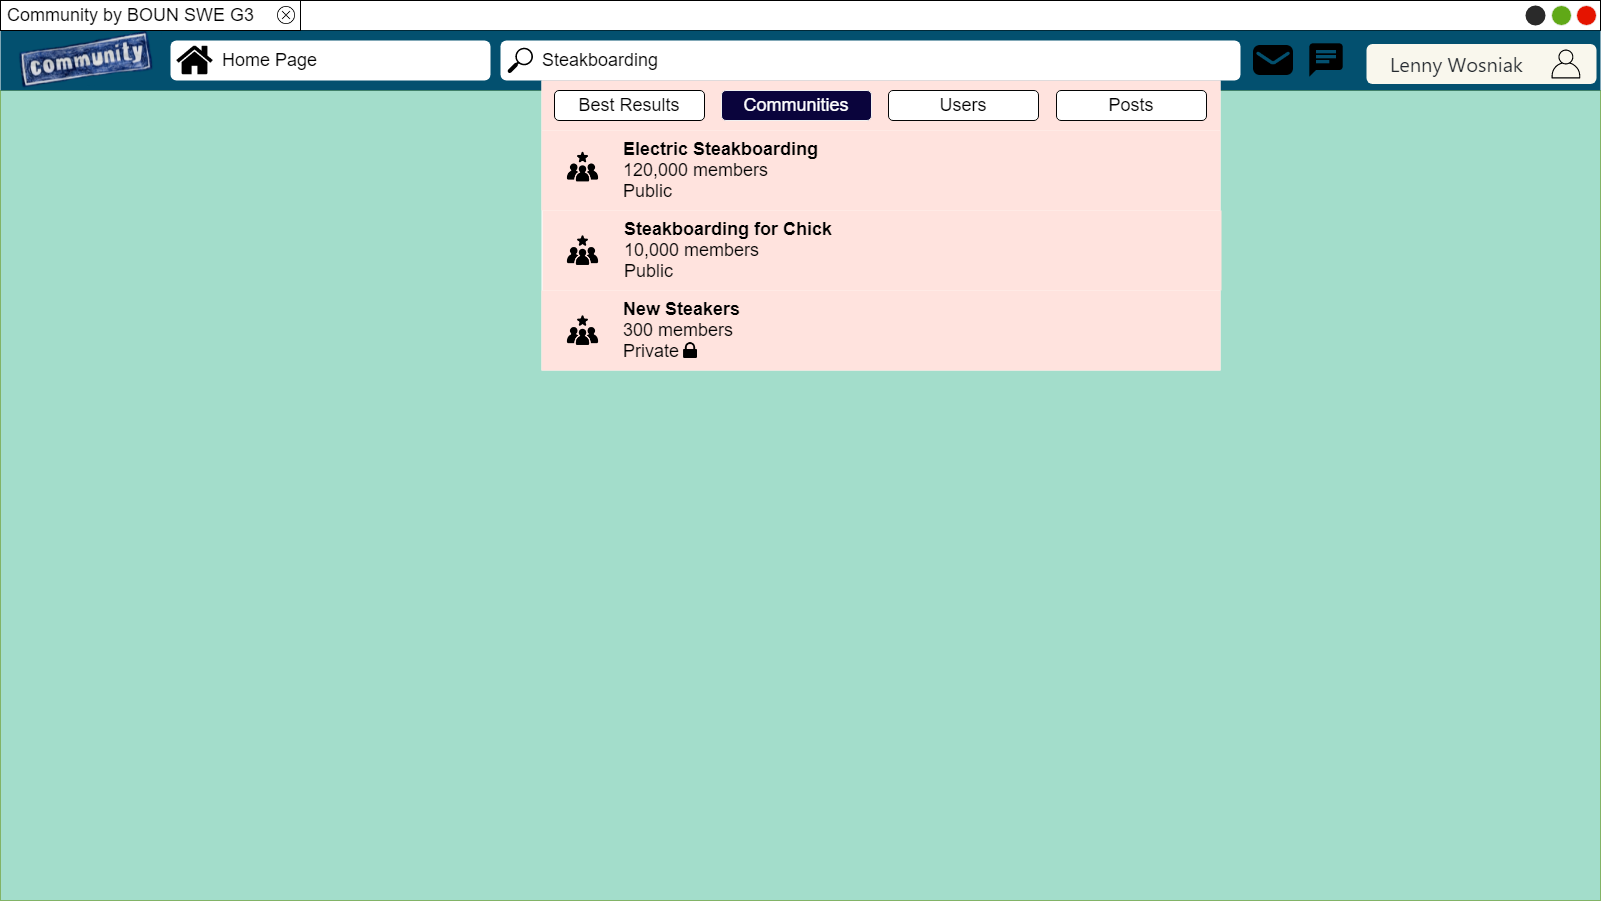 Community by BOUN SWE G3
community
Home Page
Steakboarding
Lenny Wosniak
Best Results
Communities
Users
Posts
Electric Steakboarding
120,000 members
Public
Steakboarding for Chick
10,000 members
Public
New Steakers
300 members
Private